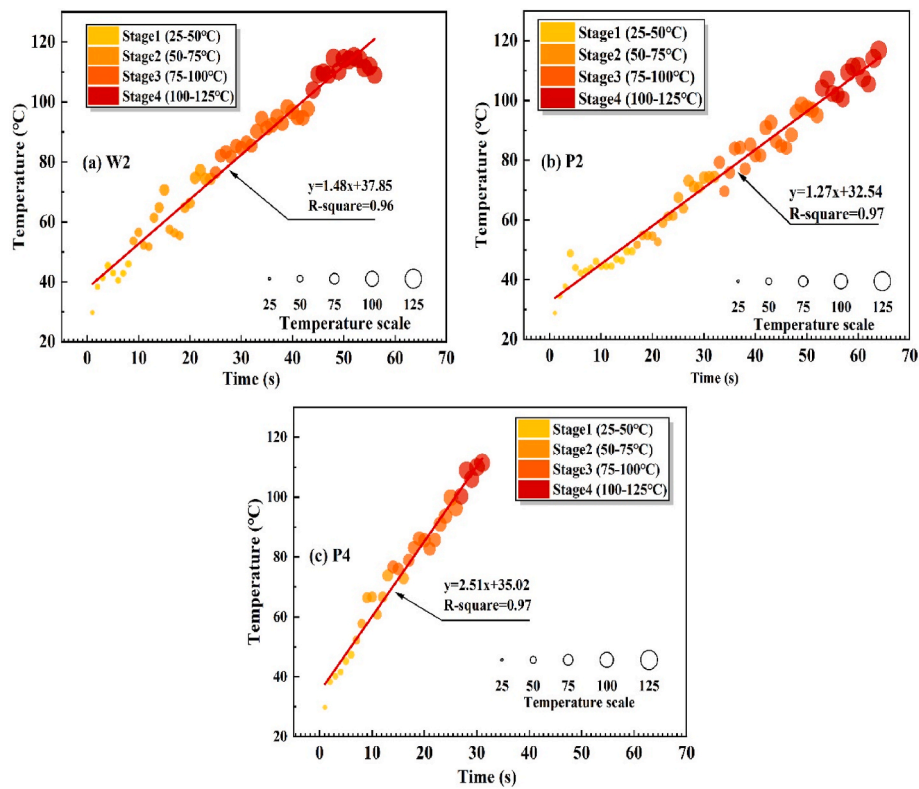 Stage1 (25-50°C)
Stage2 (50-75°C)
Stage3 (75-100°C)
Stage4 (100-125°C)
(a) W2
y=1.48x+37.85
R-square=0.96
120
100
80
60
40
20
Temperature (°C)
25 50 75 100 125
Temperature scale
0 10 20 30 40 50 60 70
Time (s)
Stage1 (25-50°C)
Stage2 (50-75°C)
Stage3 (75-100°C)
Stage4 (100-125°C)
(b) P2
y=1.27x+32.54
R-square=0.97
120
100
80
60
40
20
Temperature (°C)
25 50 75 100 125
Temperature scale
0 10 20 30 40 50 60 70
Time (s)
Stage1 (25-50°C)
Stage2 (50-75°C)
Stage3 (75-100°C)
Stage4 (100-125°C)
(c) P4
y=2.51x+35.02
R-square=0.97
120
100
80
60
40
20
Temperature (°C)
25 50 75 100 125
Temperature scale
0 10 20 30 40 50 60 70
Time (s)